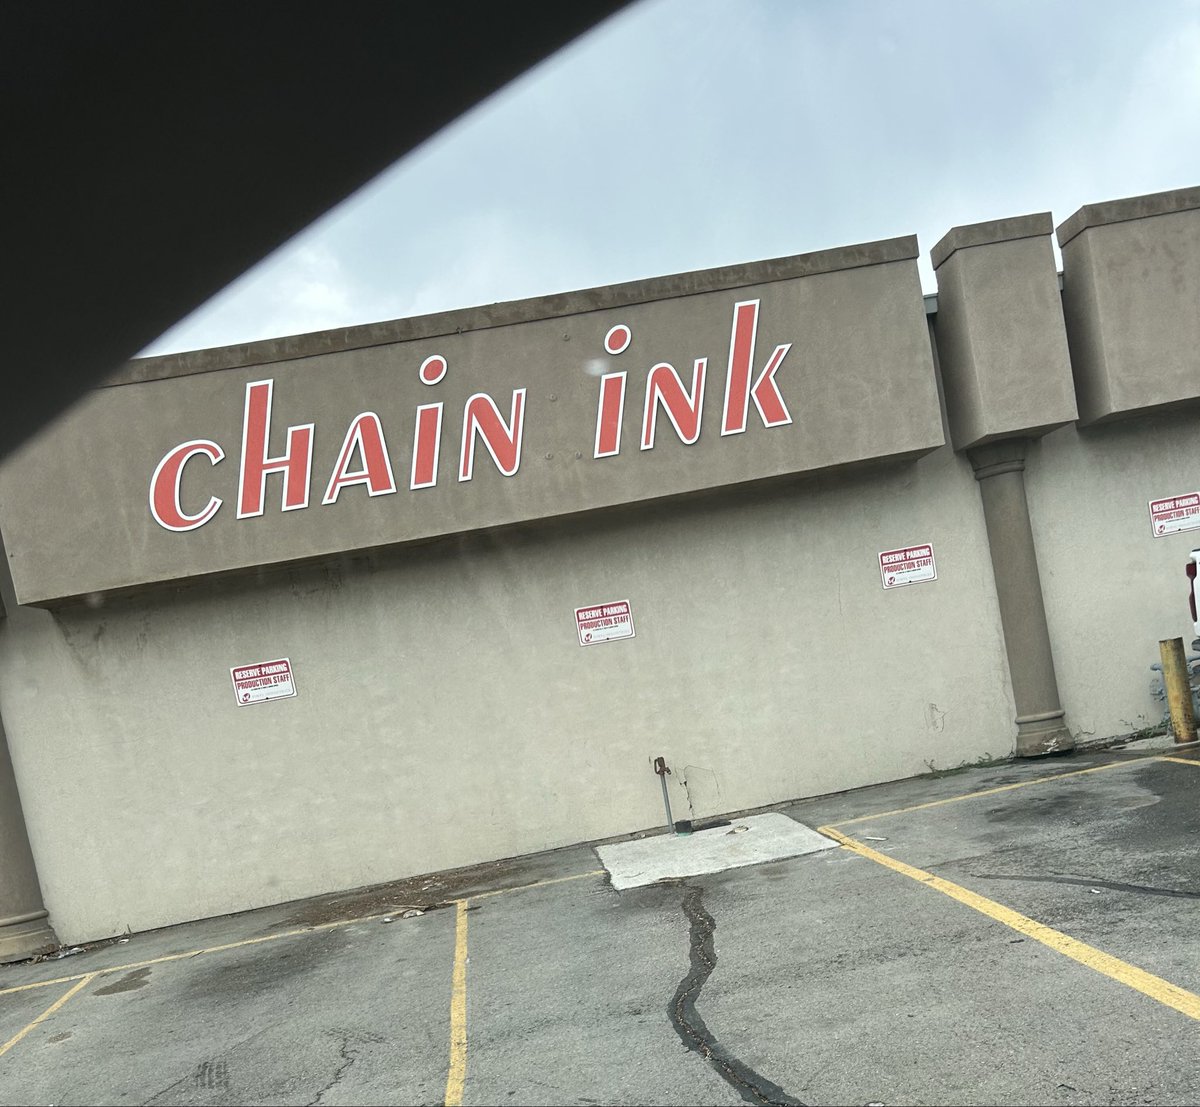 chain ink
RESERVE PARKING
PRODUCTION STAFF
RESERVE PARKING
PRODUCTION STAFF
RESERVE PARKING
PRODUCTION STAFF
RESERVE PARKING
PRODUCTION STAFF